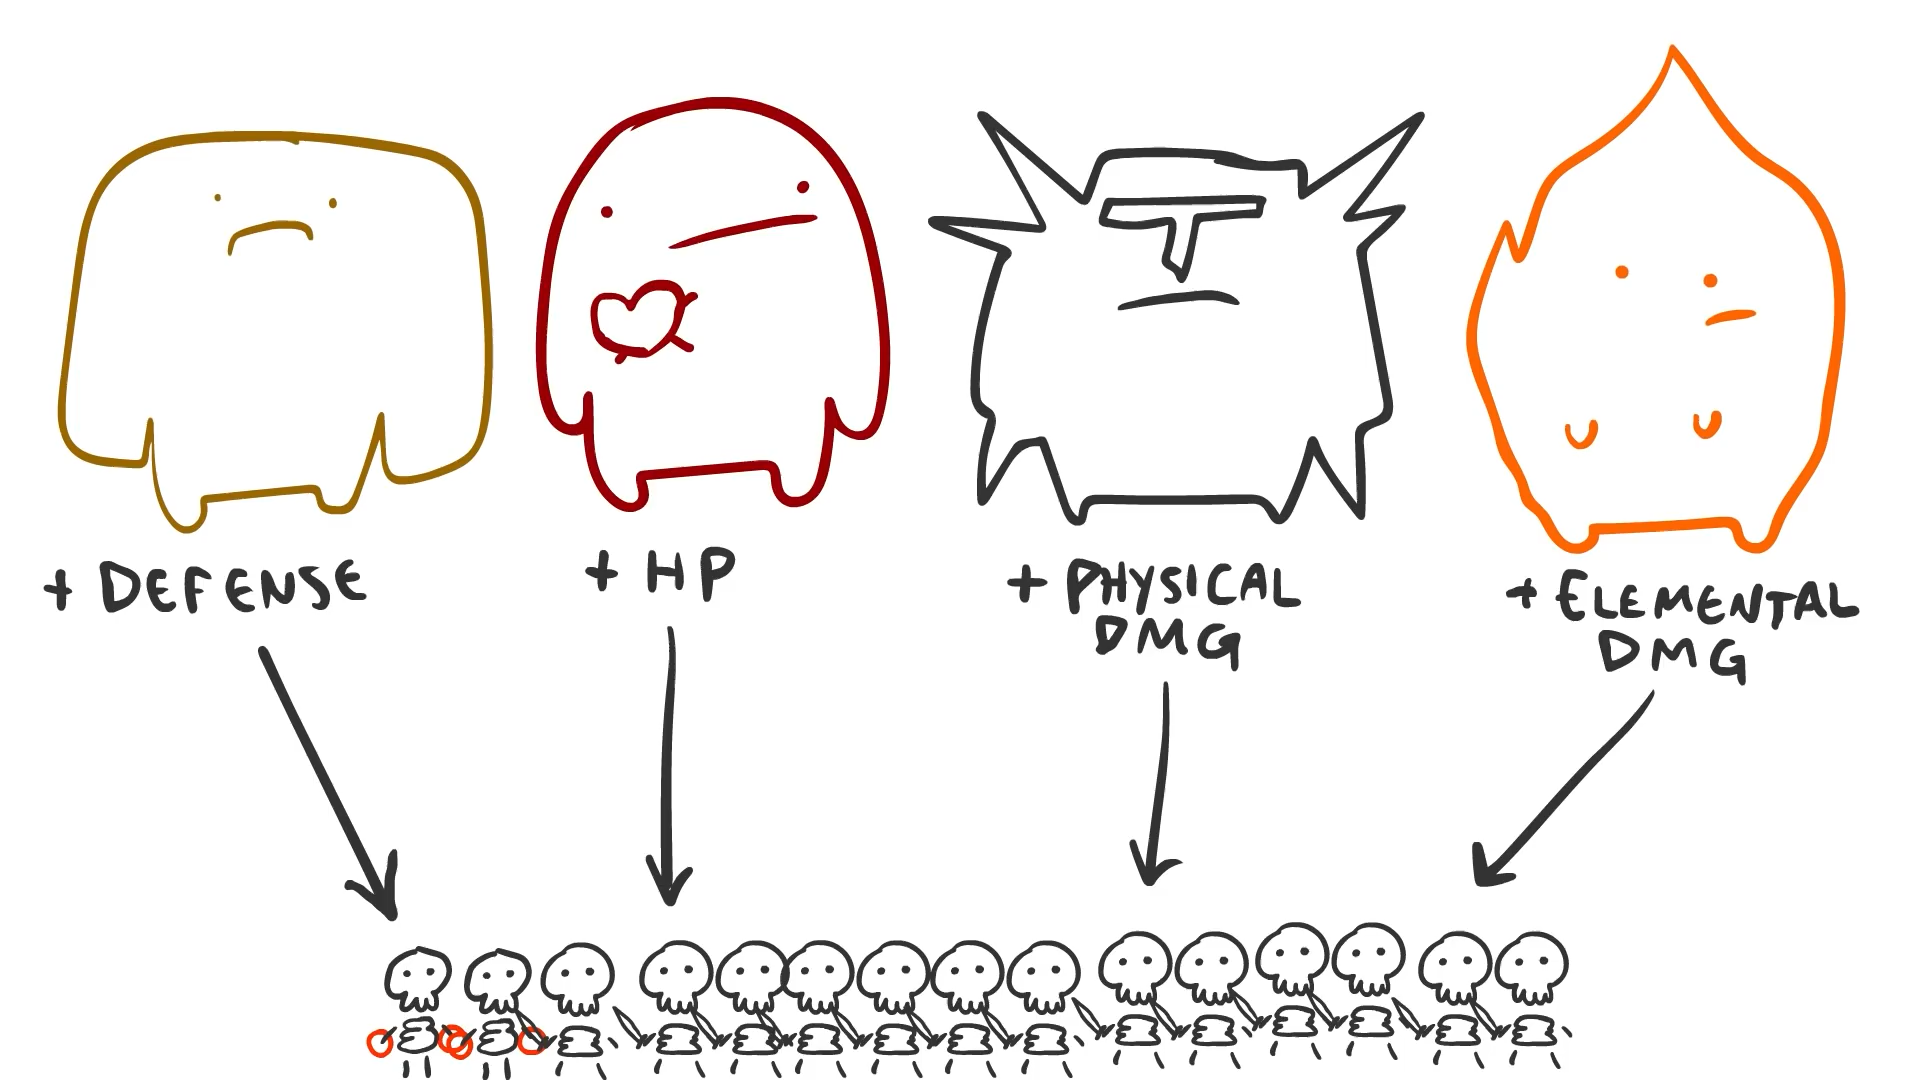 + DEFENSE
+ HP
+ PHYSICAL
DMG
+ ELEMENTAL
DMG